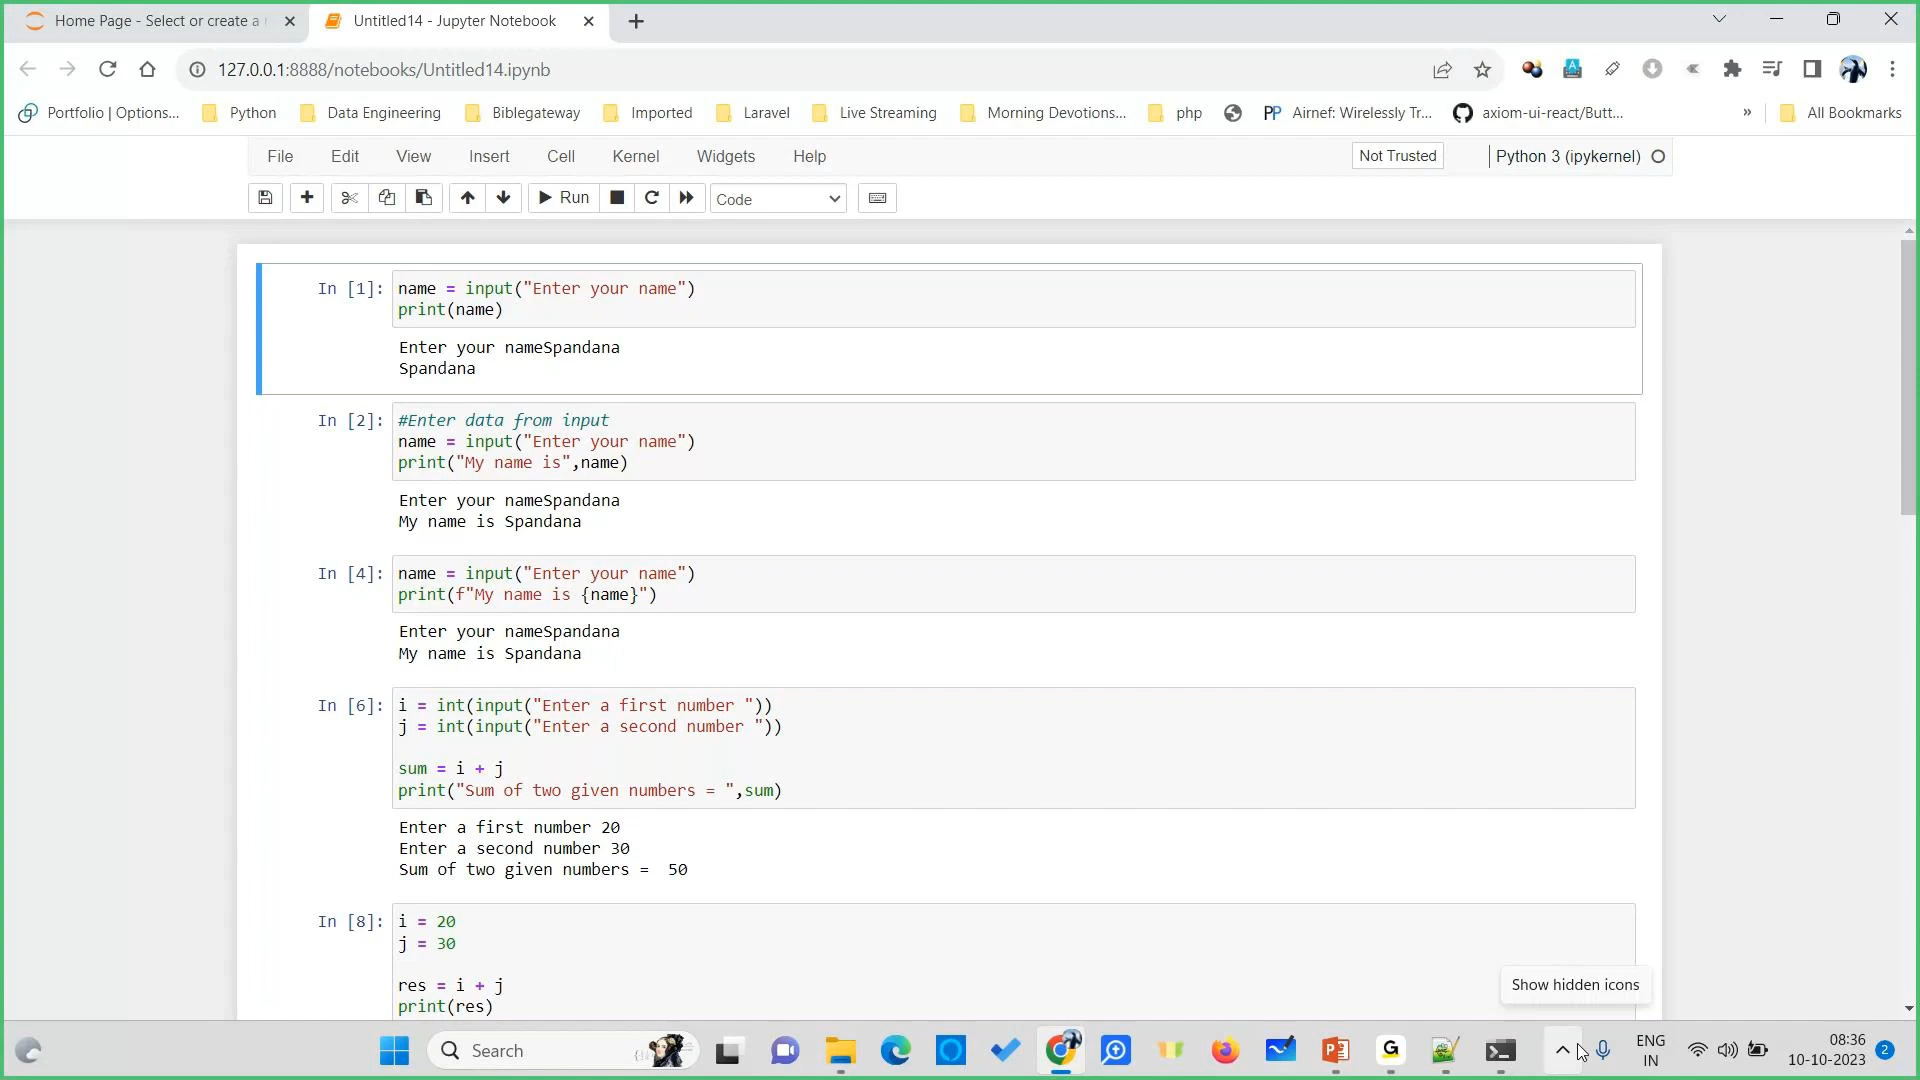 Home Page - Select or create a
Untitled14 - Jupyter Notebook
127.0.0.1:8888/notebooks/Untitled14.ipynb
Portfolio | Options... Python Data Engineering Biblegateway Imported Laravel Live Streaming Morning Devotions... php PP Airnef: Wirelessly Tr... axiom-ui-react/Butt... » All Bookmarks
File Edit View Insert Cell Kernel Widgets Help Not Trusted Python 3 (ipykernel)
Run Code
In [1]: name = input("Enter your name")
print(name)
Enter your nameSpandana
Spandana
In [2]: #Enter data from input
name = input("Enter your name")
print("My name is",name)
Enter your nameSpandana
My name is Spandana
In [4]: name = input("Enter your name")
print(f"My name is {name}")
Enter your nameSpandana
My name is Spandana
In [6]: i = int(input("Enter a first number "))
j = int(input("Enter a second number "))
sum = i + j
print("Sum of two given numbers = ",sum)
Enter a first number 20
Enter a second number 30
Sum of two given numbers =  50
In [8]: i = 20
j = 30
res = i + j
print(res)
Show hidden icons
Search
ENG
IN
08:36
10-10-2023
2